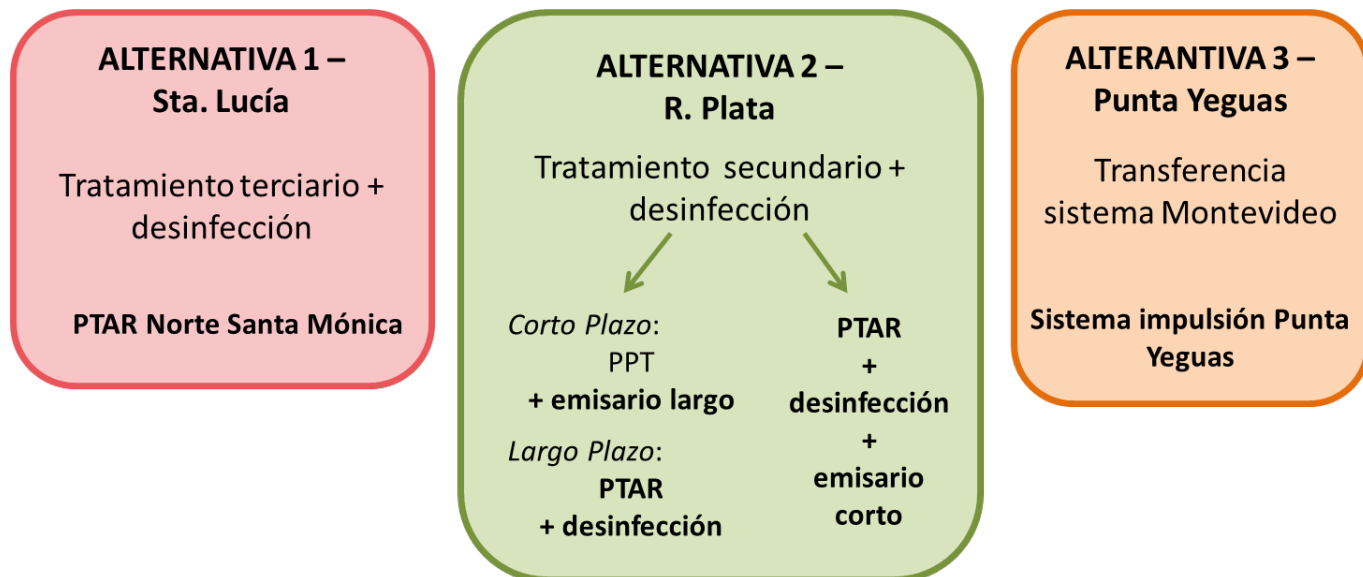 ALTERNATIVA 1 –
Sta. Lucía
Tratamiento terciario +
desinfección
PTAR Norte Santa Mónica
ALTERNATIVA 2 –
R. Plata
Tratamiento secundario +
desinfección
Corto Plazo:
PPT
+ emisario largo
Largo Plazo:
PTAR
+ desinfección
PTAR
+
desinfección
+
emisario
corto
ALTERANTIVA 3 –
Punta Yeguas
Transferencia
sistema Montevideo
Sistema impulsión Punta
Yeguas